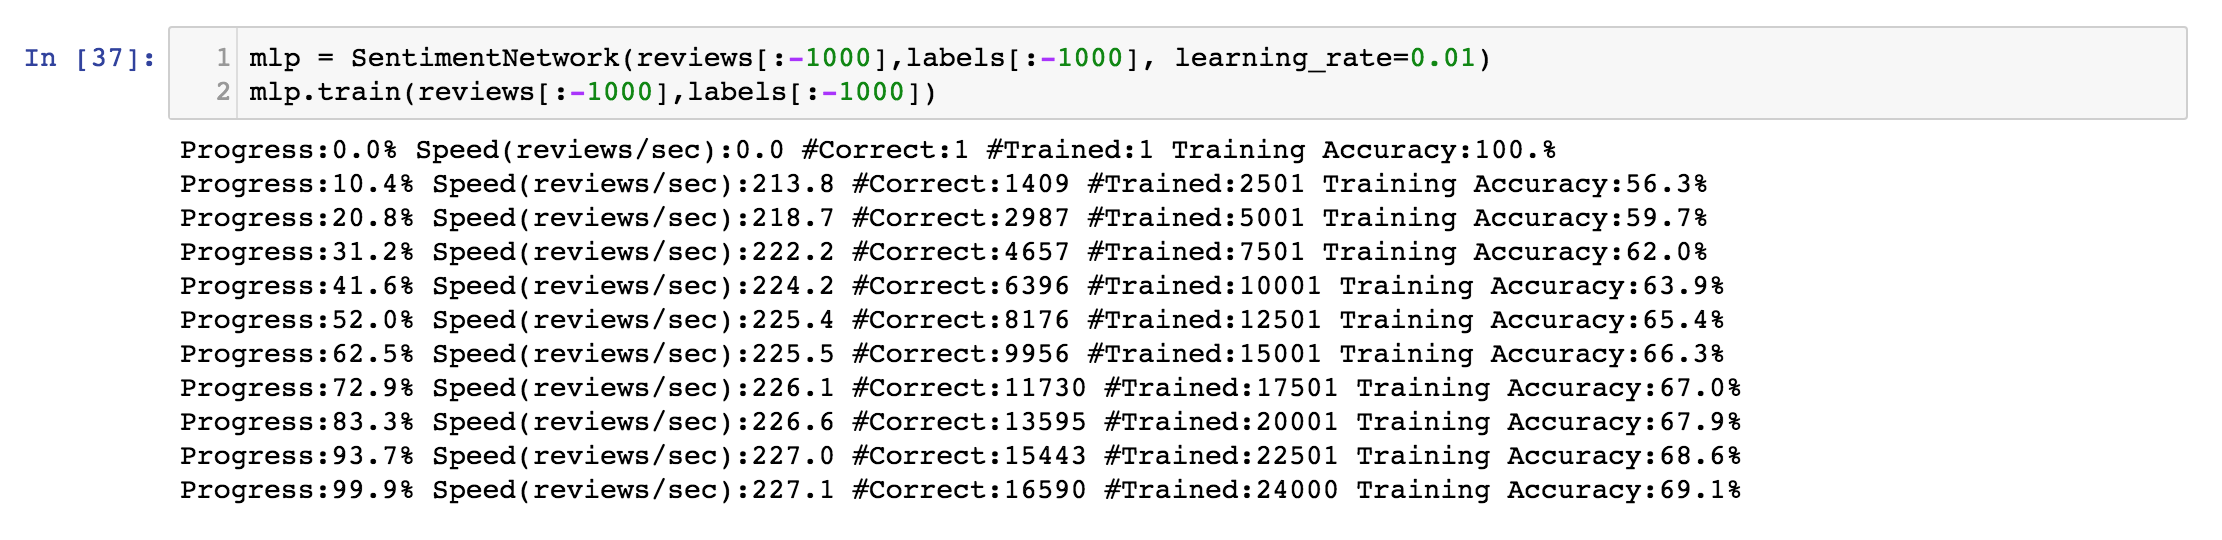 In [37]:
1 mlp = SentimentNetwork(reviews[:-1000],labels[:-1000], learning_rate=0.01)
2 mlp.train(reviews[:-1000],labels[:-1000])
Progress:0.0% Speed(reviews/sec):0.0 #Correct:1 #Trained:1 Training Accuracy:100.%
Progress:10.4% Speed(reviews/sec):213.8 #Correct:1409 #Trained:2501 Training Accuracy:56.3%
Progress:20.8% Speed(reviews/sec):218.7 #Correct:2987 #Trained:5001 Training Accuracy:59.7%
Progress:31.2% Speed(reviews/sec):222.2 #Correct:4657 #Trained:7501 Training Accuracy:62.0%
Progress:41.6% Speed(reviews/sec):224.2 #Correct:6396 #Trained:10001 Training Accuracy:63.9%
Progress:52.0% Speed(reviews/sec):225.4 #Correct:8176 #Trained:12501 Training Accuracy:65.4%
Progress:62.5% Speed(reviews/sec):225.5 #Correct:9956 #Trained:15001 Training Accuracy:66.3%
Progress:72.9% Speed(reviews/sec):226.1 #Correct:11730 #Trained:17501 Training Accuracy:67.0%
Progress:83.3% Speed(reviews/sec):226.6 #Correct:13595 #Trained:20001 Training Accuracy:67.9%
Progress:93.7% Speed(reviews/sec):227.0 #Correct:15443 #Trained:22501 Training Accuracy:68.6%
Progress:99.9% Speed(reviews/sec):227.1 #Correct:16590 #Trained:24000 Training Accuracy:69.1%